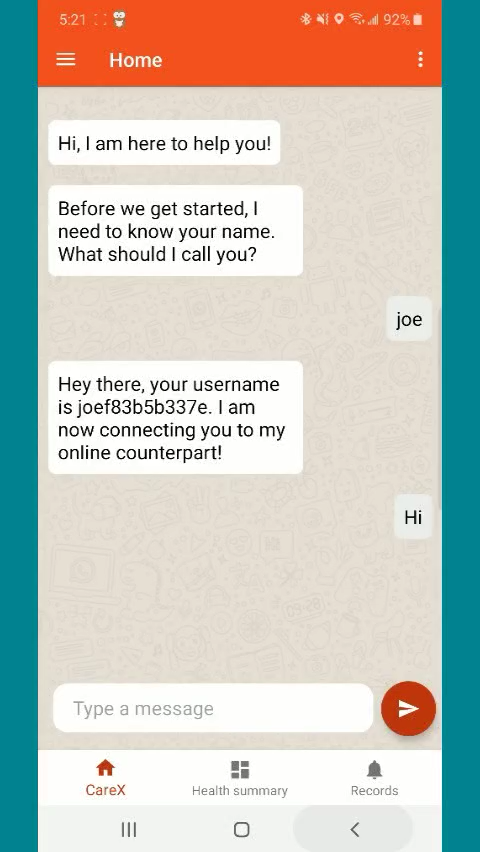 5:21
92%
Home
Hi, I am here to help you!
Before we get started, I
need to know your name.
What should I call you?
joe
Hey there, your username
is joef83b5b337e. I am
now connecting you to my
online counterpart!
Hi
09:28
Type a message
CareX
Health summary
Records